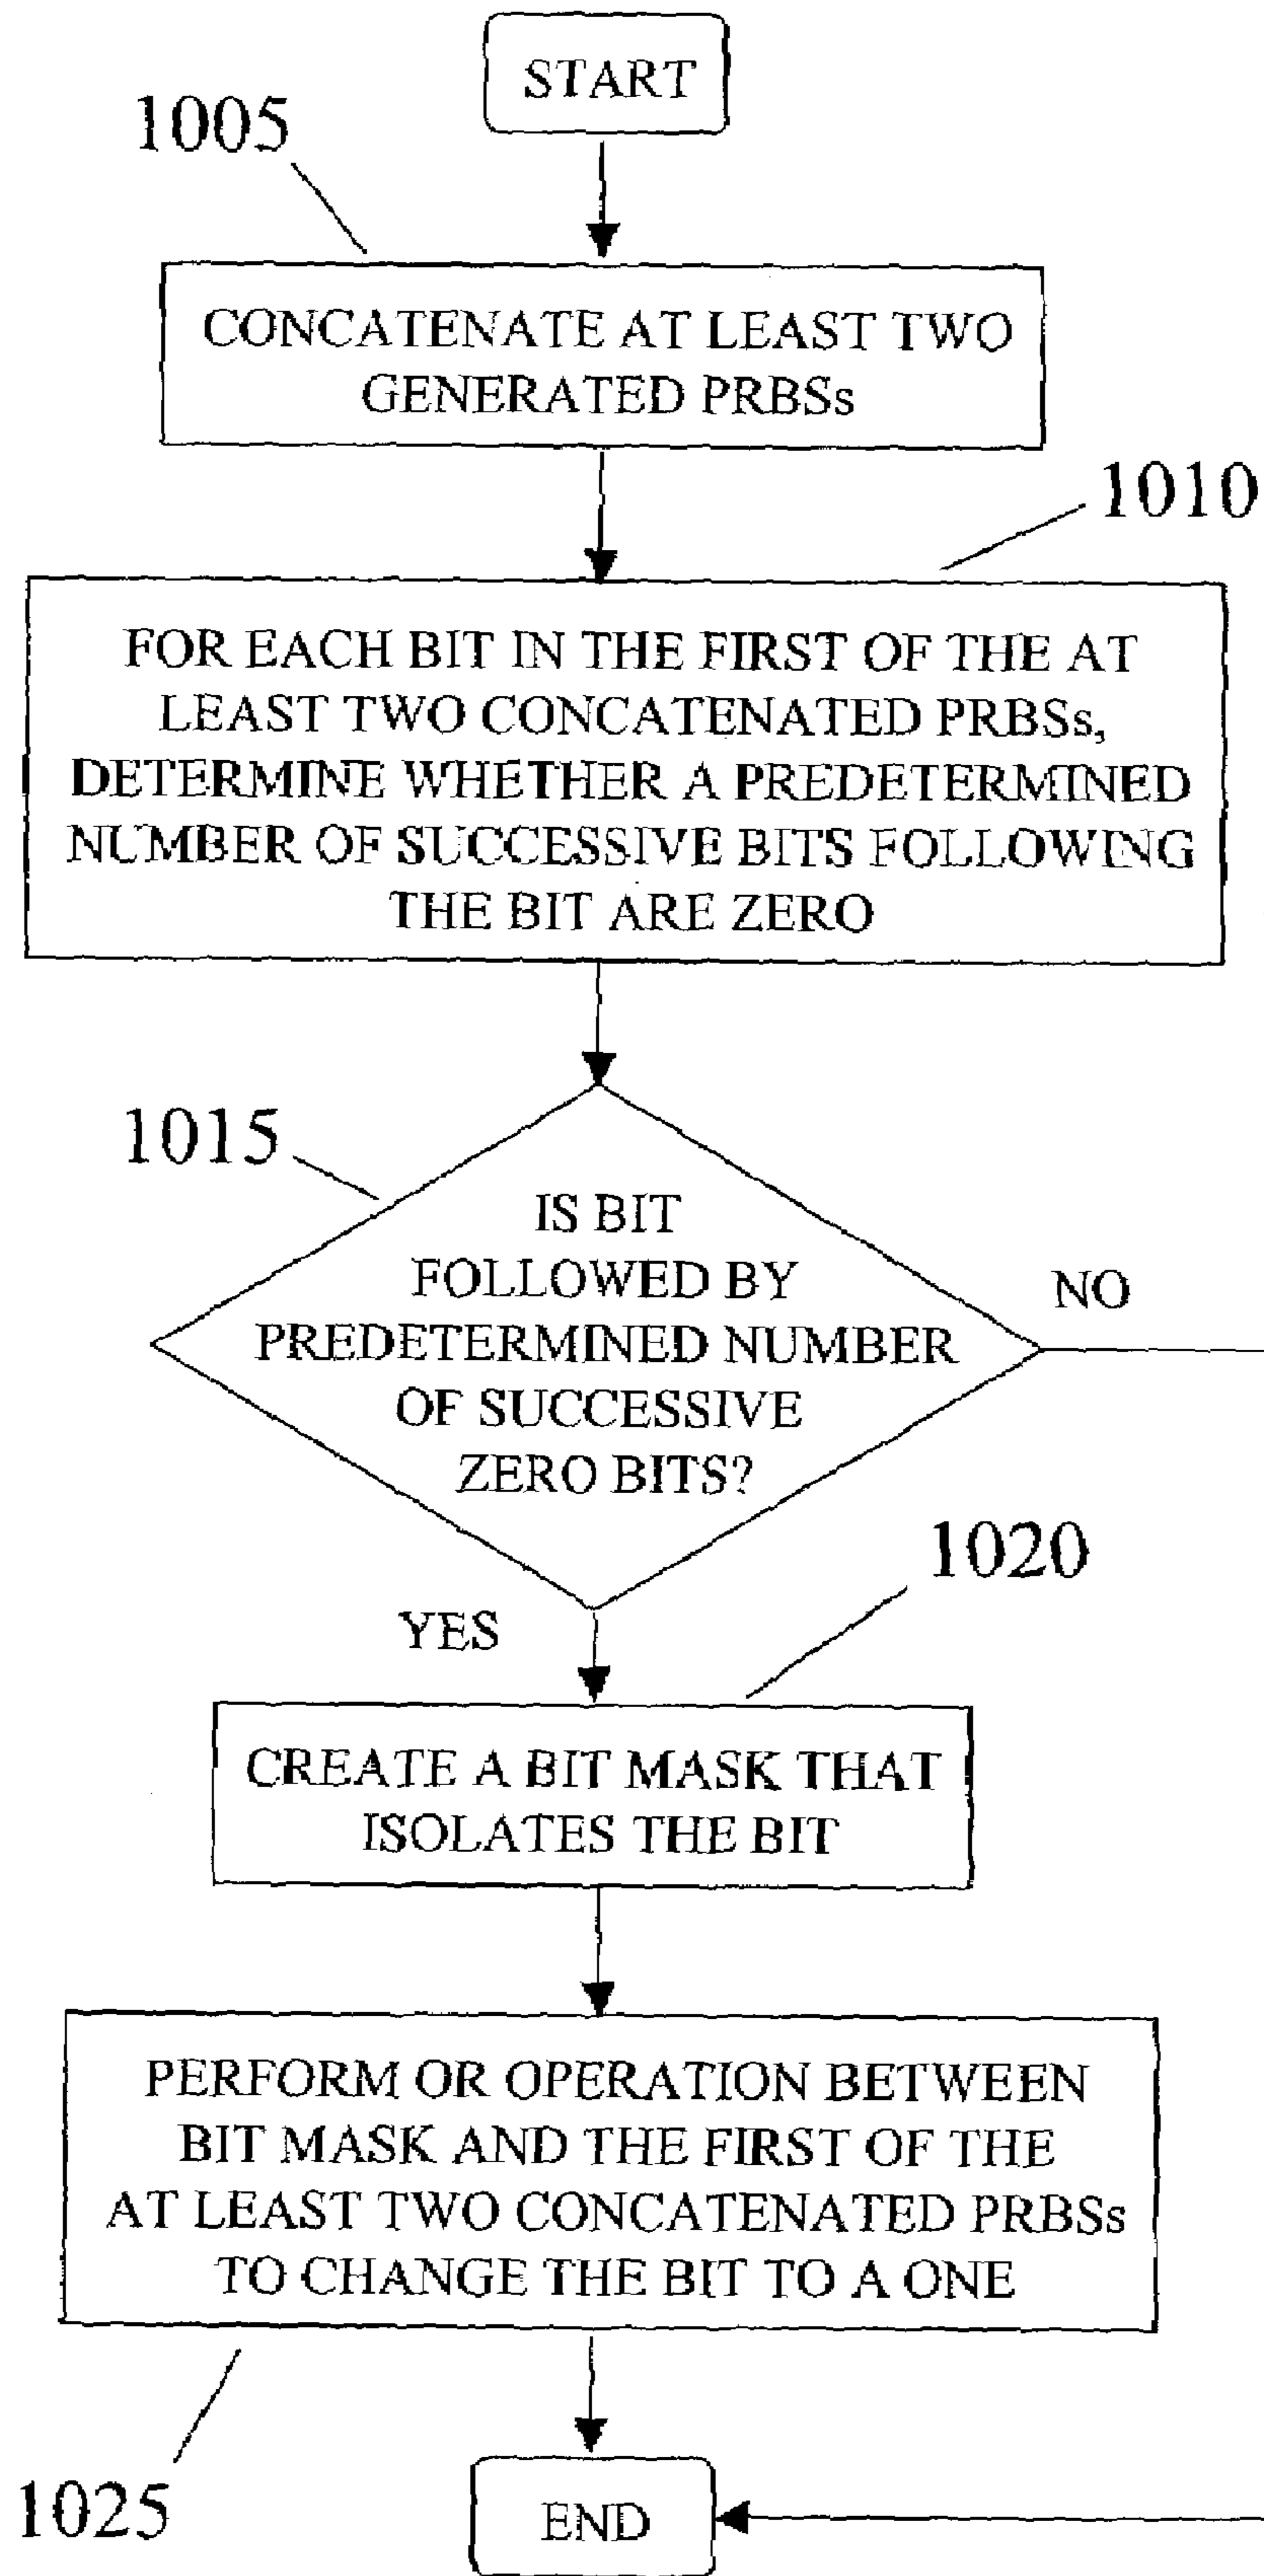 START
1005
CONCATENATE AT LEAST TWO
GENERATED PRBSs
1010
FOR EACH BIT IN THE FIRST OF THE AT
LEAST TWO CONCATENATED PRBSs,
DETERMINE WHETHER A PREDETERMINED
NUMBER OF SUCCESSIVE BITS FOLLOWING
THE BIT ARE ZERO
1015
IS BIT
FOLLOWED BY
PREDETERMINED NUMBER
OF SUCCESSIVE
ZERO BITS?
NO
YES
1020
CREATE A BIT MASK THAT
ISOLATES THE BIT
PERFORM OR OPERATION BETWEEN
BIT MASK AND THE FIRST OF THE
AT LEAST TWO CONCATENATED PRBSs
TO CHANGE THE BIT TO A ONE
1025
END